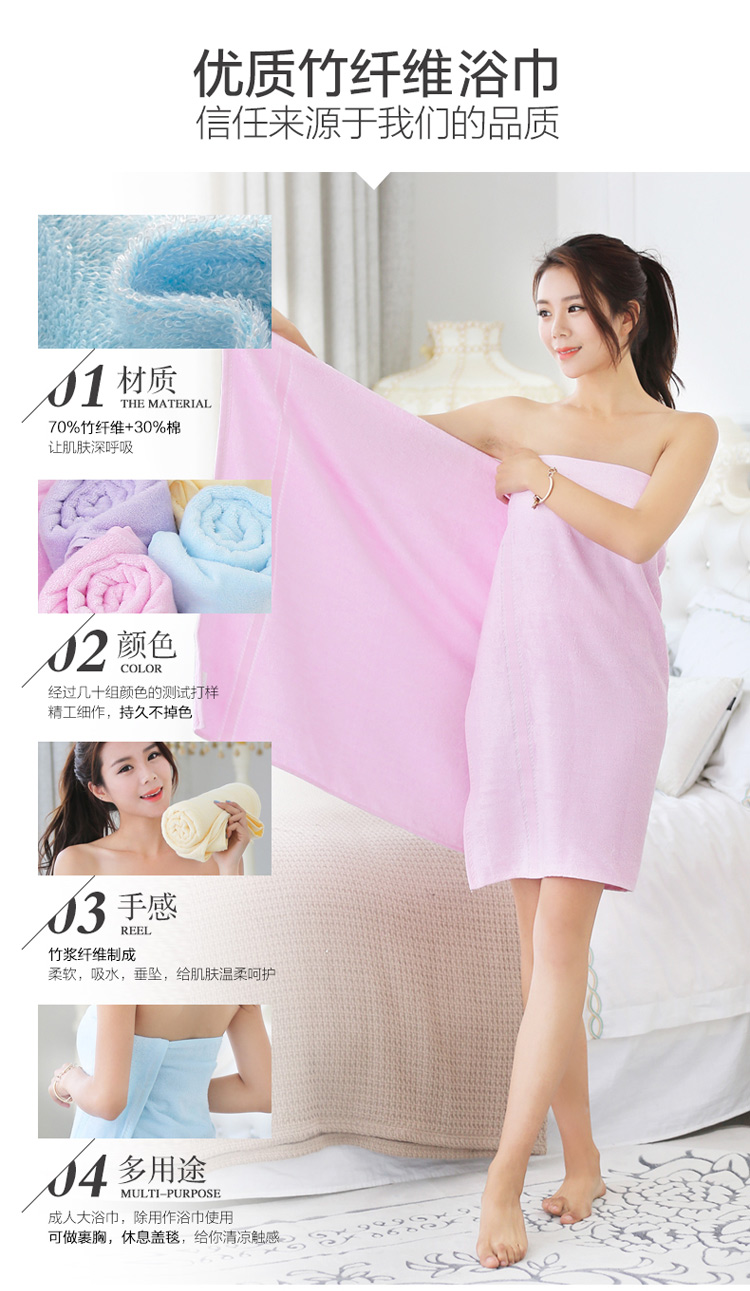 优质竹纤维浴巾
信任来源于我们的品质
01 材质
THE MATERIAL
70%竹纤维+30%棉
让肌肤深呼吸
02 颜色
COLOR
经过几十组颜色的测试打样
精工细作，持久不掉色
03 手感
REEL
竹浆纤维制成
柔软，吸水，垂坠，给肌肤温柔呵护
04 多用途
MULTI-PURPOSE
成人大浴巾，除用作浴巾使用
可做裹胸，休息盖毯，给你清凉触感